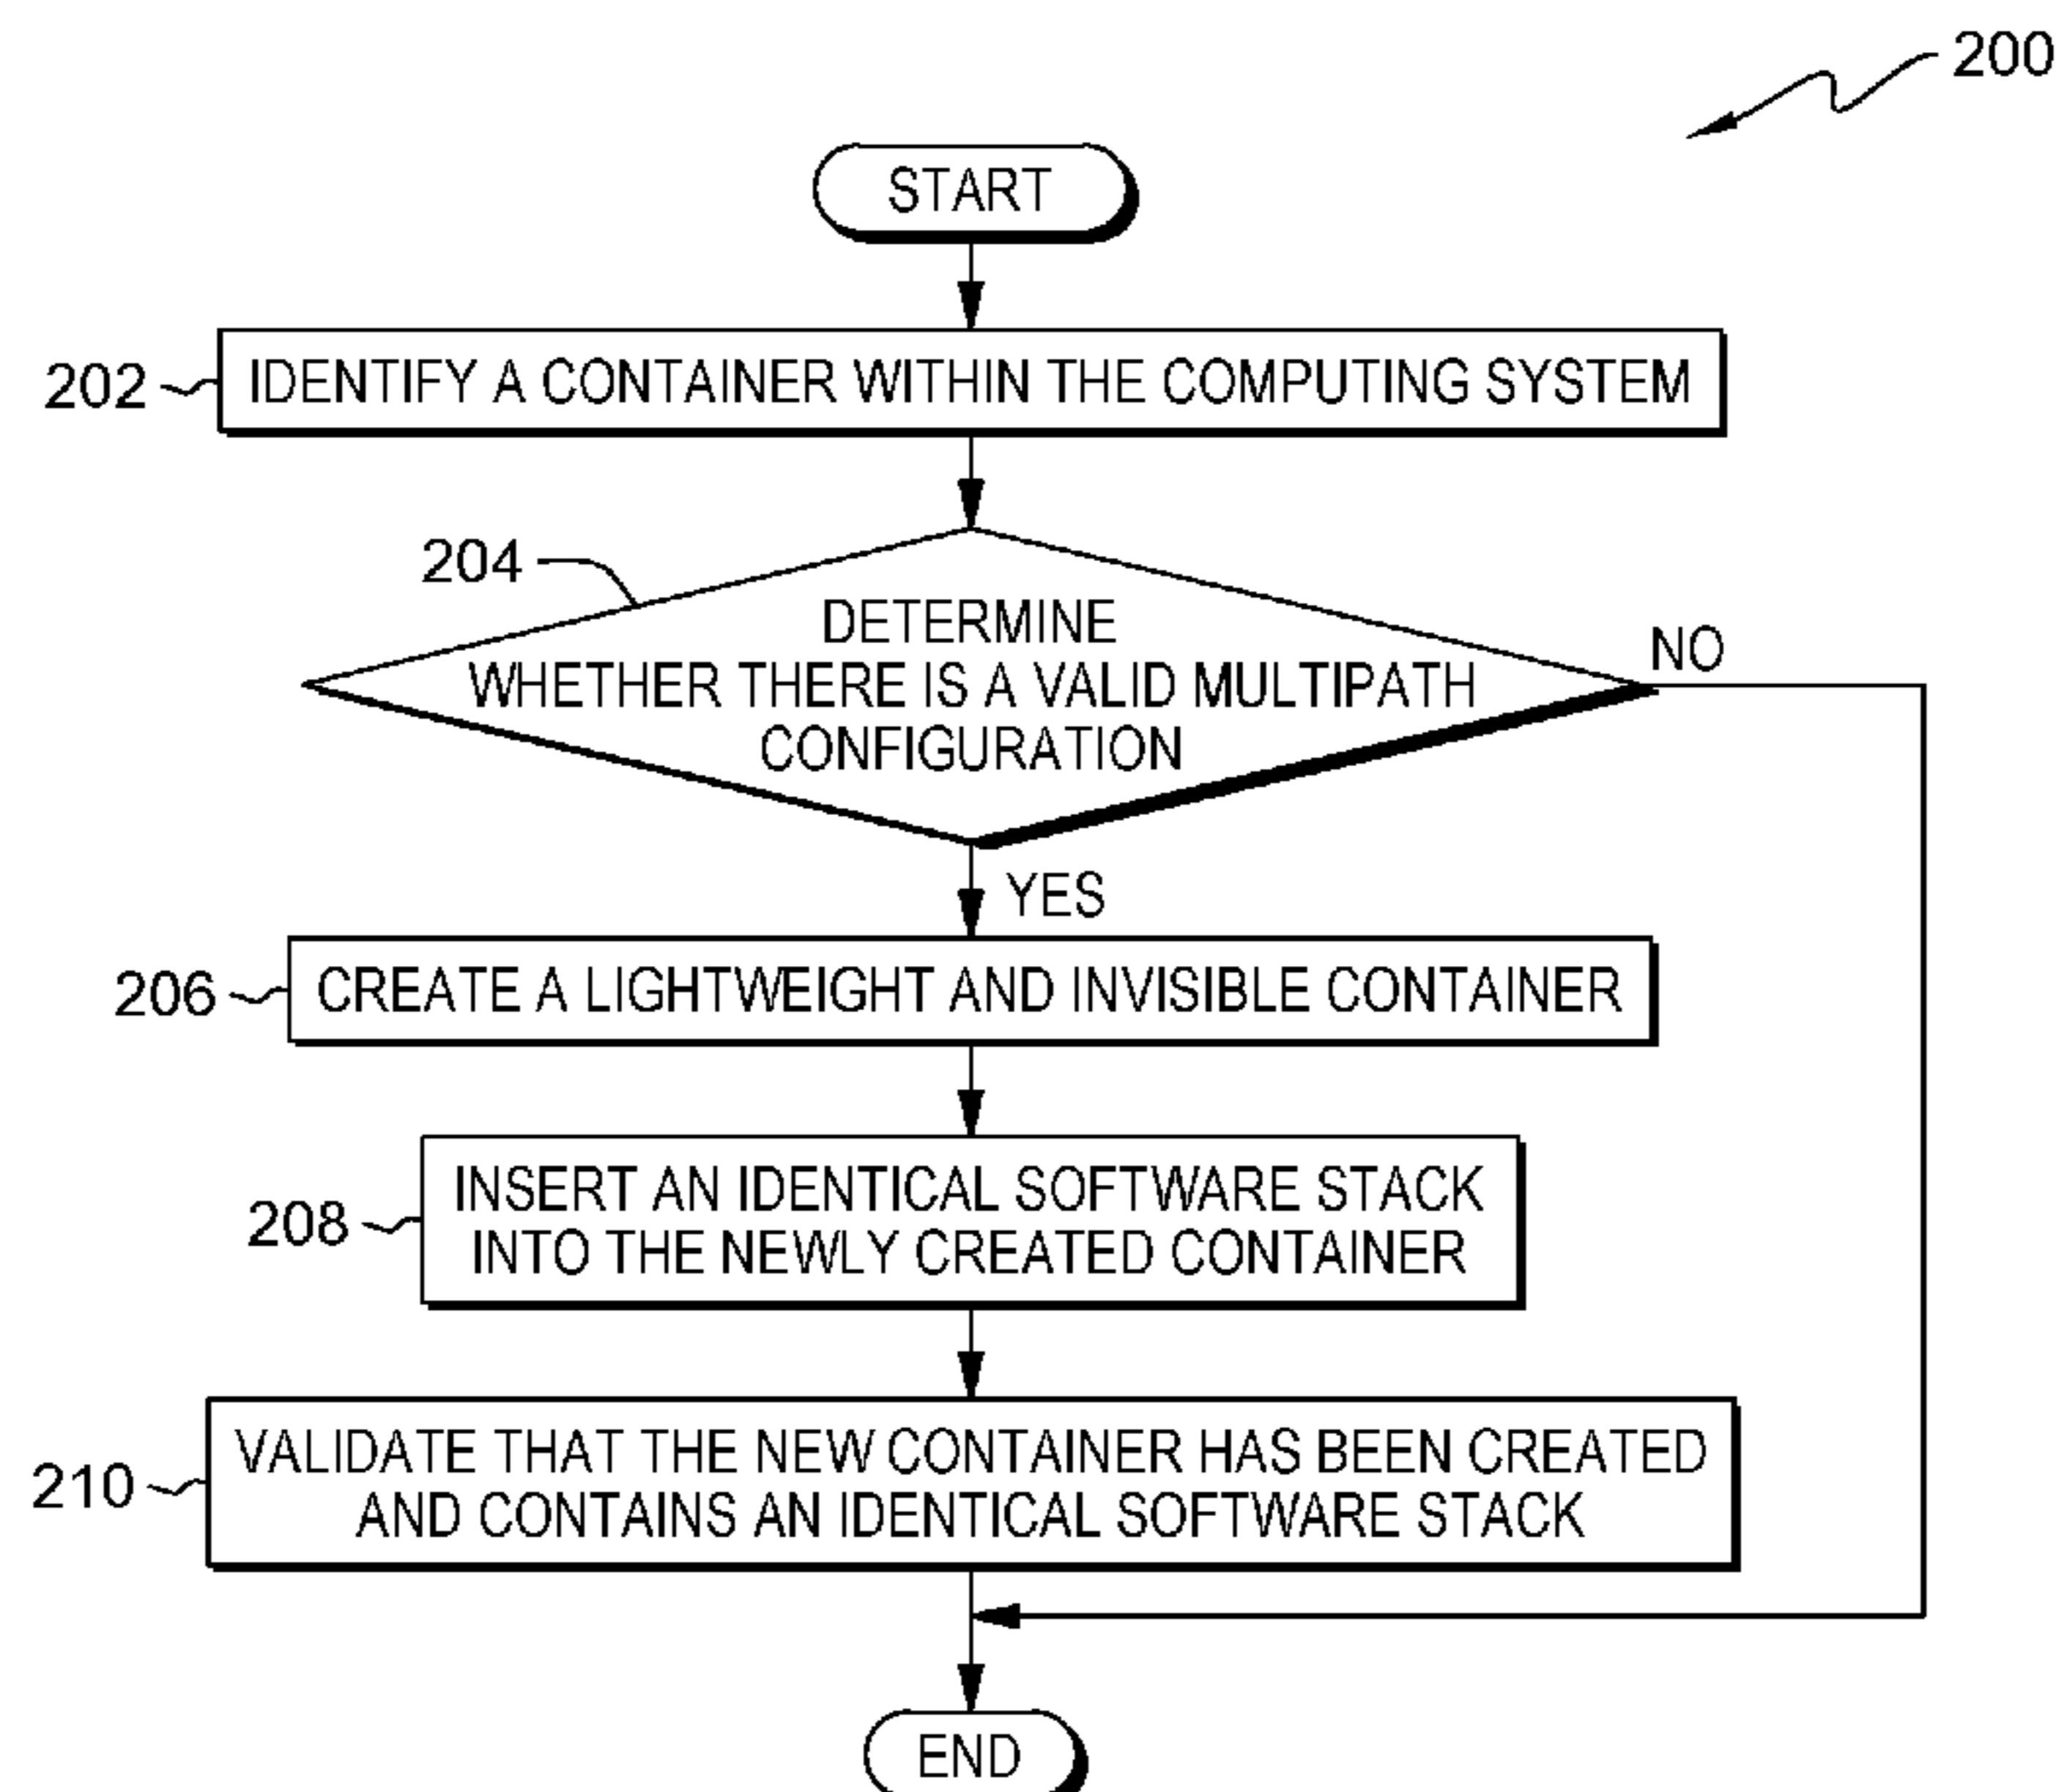 200
START
202
IDENTIFY A CONTAINER WITHIN THE COMPUTING SYSTEM
204
DETERMINE
WHETHER THERE IS A VALID MULTIPATH
CONFIGURATION
NO
YES
206
CREATE A LIGHTWEIGHT AND INVISIBLE CONTAINER
208
INSERT AN IDENTICAL SOFTWARE STACK
INTO THE NEWLY CREATED CONTAINER
210
VALIDATE THAT THE NEW CONTAINER HAS BEEN CREATED
AND CONTAINS AN IDENTICAL SOFTWARE STACK
END